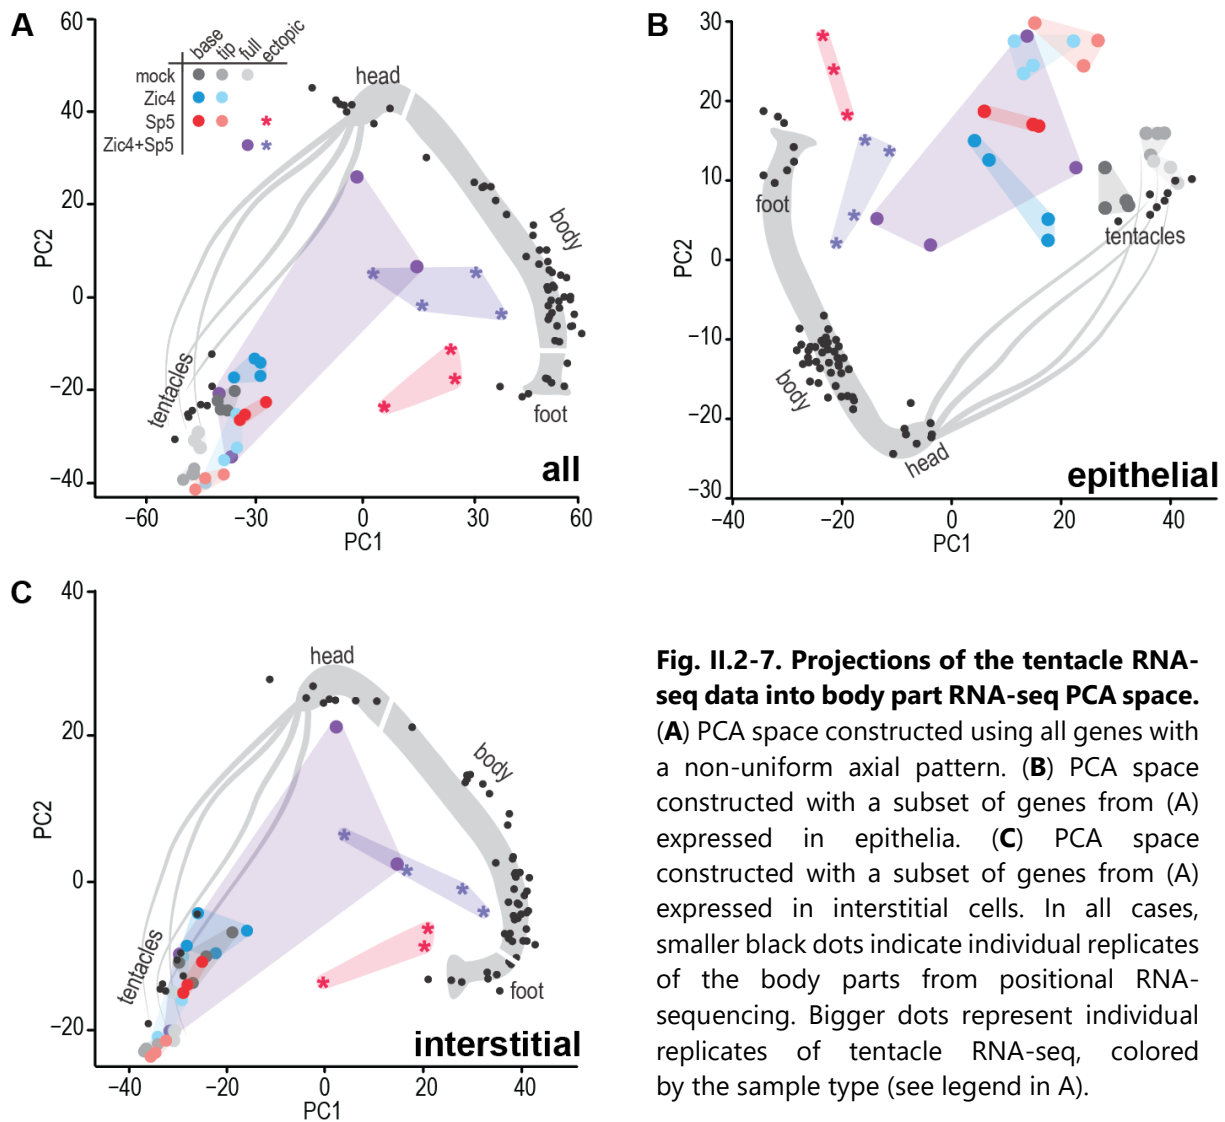 A
60
40
20
0
−20
−40
PC2
−60
−30
0
30
60
PC1
base
tip
full
ectopic
mock
Zic4
Sp5
*
Zic4+Sp5
*
head
body
foot
tentacles
all
B
30
20
10
0
−10
−20
−30
PC2
−40
−20
0
20
40
PC1
foot
body
head
tentacles
epithelial
C
40
20
0
−20
PC2
−40
−20
0
20
40
PC1
head
body
foot
tentacles
interstitial
Fig. II.2-7. Projections of the tentacle RNA-
seq data into body part RNA-seq PCA space.
(A) PCA space constructed using all genes with
a non-uniform axial pattern. (B) PCA space
constructed with a subset of genes from (A)
expressed in epithelia. (C) PCA space
constructed with a subset of genes from (A)
expressed in interstitial cells. In all cases,
smaller black dots indicate individual replicates
of the body parts from positional RNA-
sequencing. Bigger dots represent individual
replicates of tentacle RNA-seq, colored
by the sample type (see legend in A).